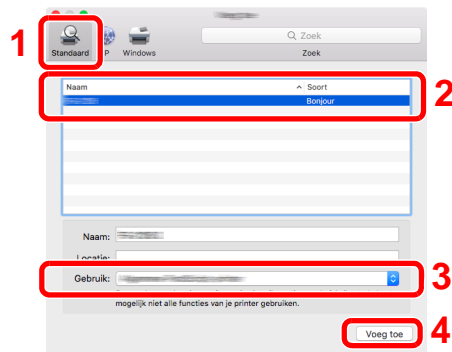 1
Zoek
Standaard P Windows Zoek
2
Naam Soort
Bonjour
Naam:
Locatie:
Gebruik:
3
mogelijk niet alle functies van je printer gebruiken.
Voeg toe
4